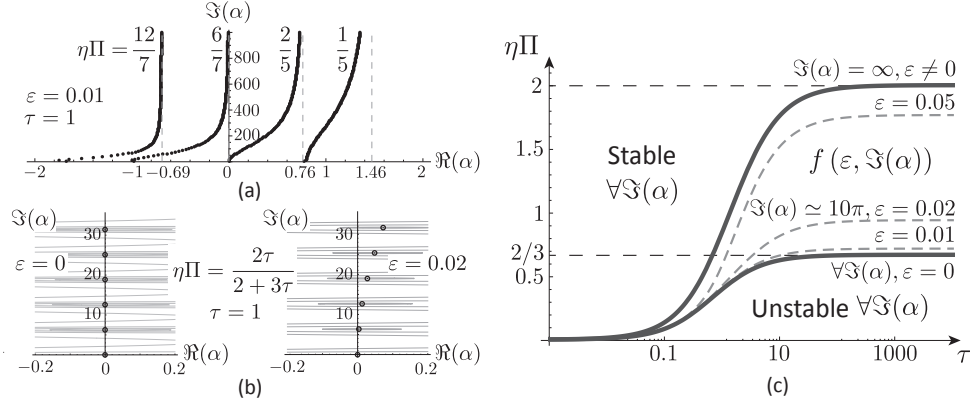 ℑ(α)
ηΠ = 12/7
6/7
2/5
1/5
800
600
400
200
ε = 0.01
τ = 1
−2
−1
−0.69
0
0.76
1
1.46
2
ℜ(α)
(a)
ℑ(α)
30
20
10
ε = 0
−0.2
0
0.2
ℜ(α)
ηΠ = 2τ / (2 + 3τ)
τ = 1
ℑ(α)
30
20
10
ε = 0.02
−0.2
0
0.2
ℜ(α)
(b)
ηΠ
2
1.5
1
2/3
0.5
ℑ(α) = ∞, ε ≠ 0
ε = 0.05
Stable
∀ℑ(α)
f (ε, ℑ(α))
ℑ(α) ≃ 10π, ε = 0.02
ε = 0.01
∀ℑ(α), ε = 0
Unstable ∀ℑ(α)
0.1
10
1000
τ
(c)